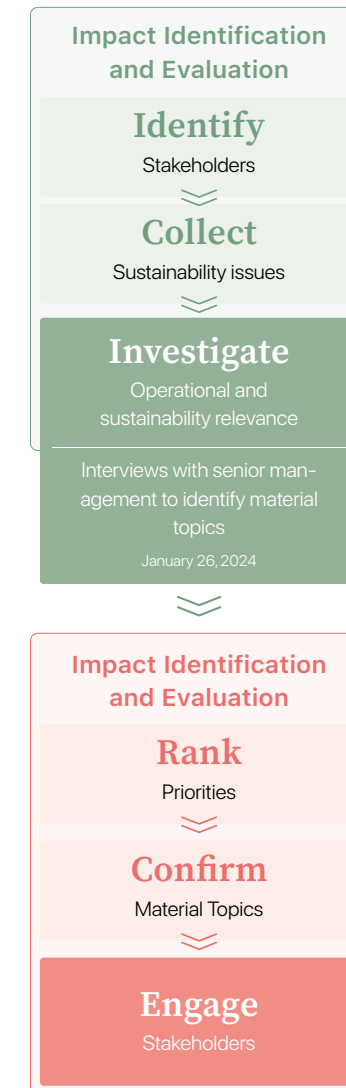 Impact Identification
and Evaluation
Identify
Stakeholders
Collect
Sustainability issues
Investigate
Operational and
sustainability relevance
Interviews with senior man-
agement to identify material
topics
January 26, 2024
Impact Identification
and Evaluation
Rank
Priorities
Confirm
Material Topics
Engage
Stakeholders